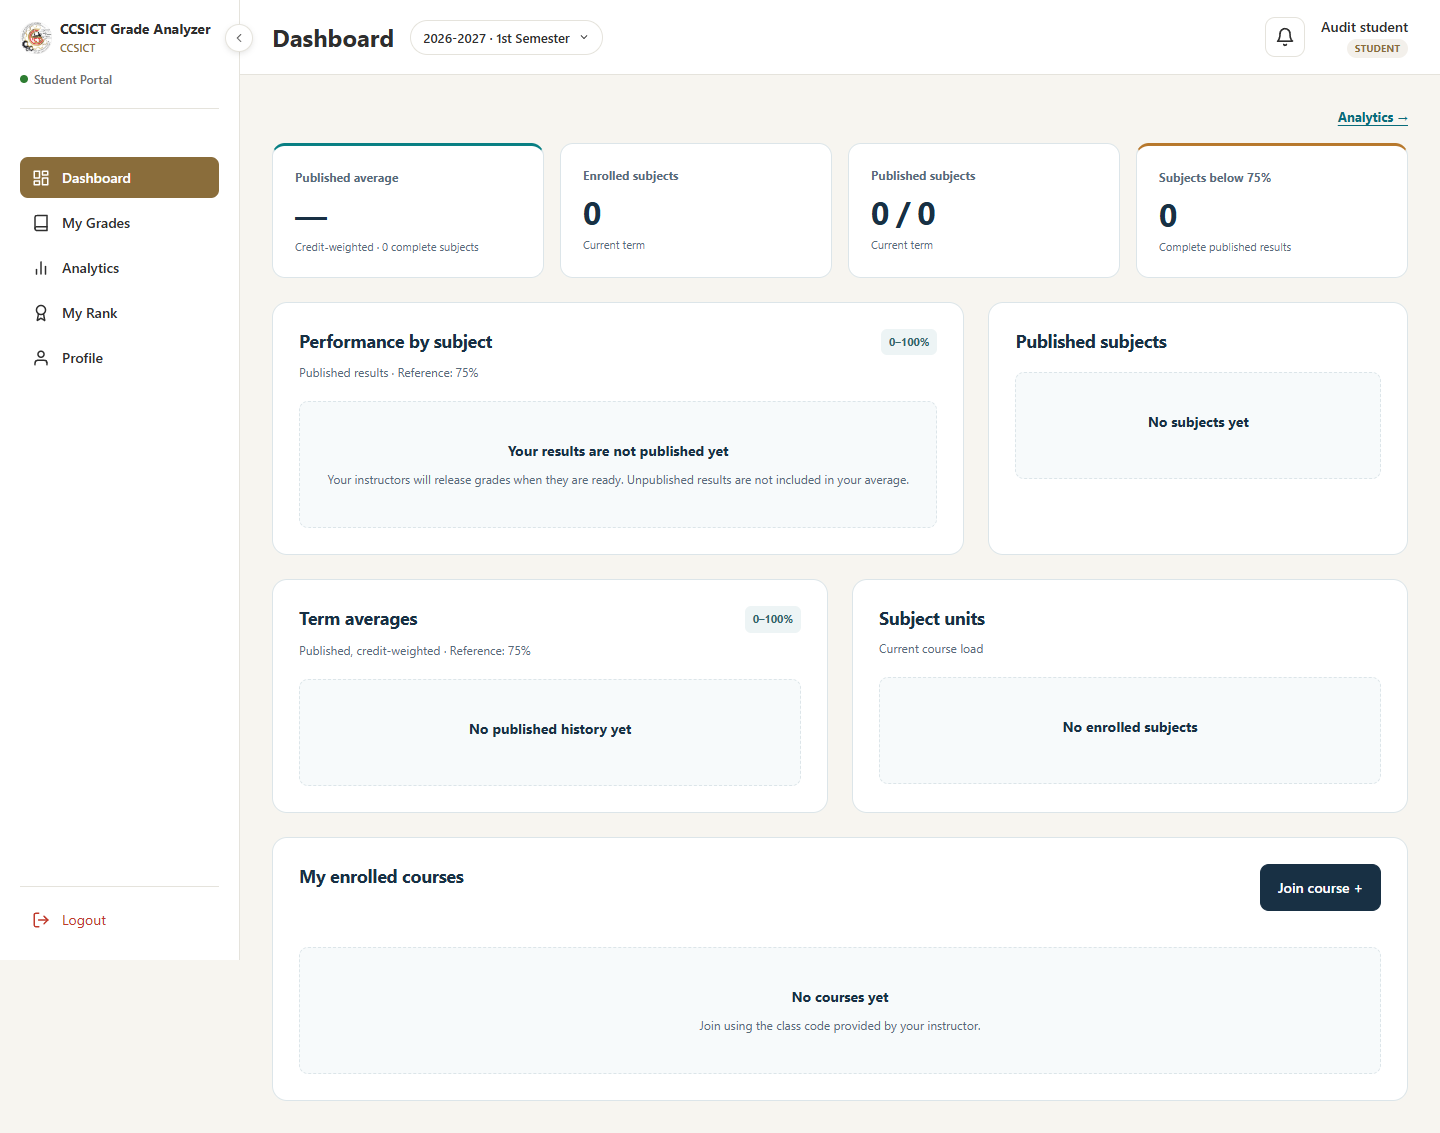 CCSICT Grade Analyzer
CCSICT
Student Portal
Dashboard
My Grades
Analytics
My Rank
Profile
Logout
Dashboard
2026-2027 · 1st Semester
Audit student
STUDENT
Analytics →
Published average
—
Credit-weighted · 0 complete subjects
Enrolled subjects
0
Current term
Published subjects
0 / 0
Current term
Subjects below 75%
0
Complete published results
Performance by subject
0–100%
Published results · Reference: 75%
Your results are not published yet
Your instructors will release grades when they are ready. Unpublished results are not included in your average.
Published subjects
No subjects yet
Term averages
0–100%
Published, credit-weighted · Reference: 75%
No published history yet
Subject units
Current course load
No enrolled subjects
My enrolled courses
Join course +
No courses yet
Join using the class code provided by your instructor.